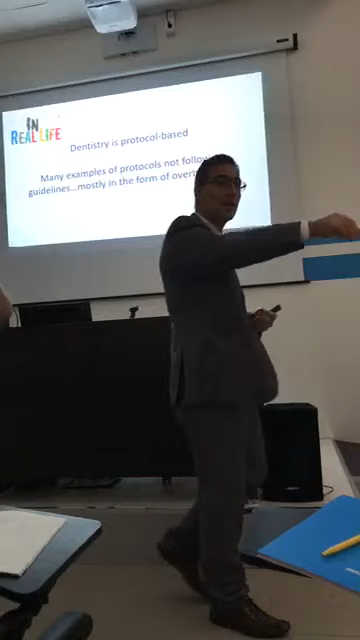 IN
REAL LIFE
Dentistry is protocol-based
Many examples of protocols not follow
guidelines...mostly in the form of over